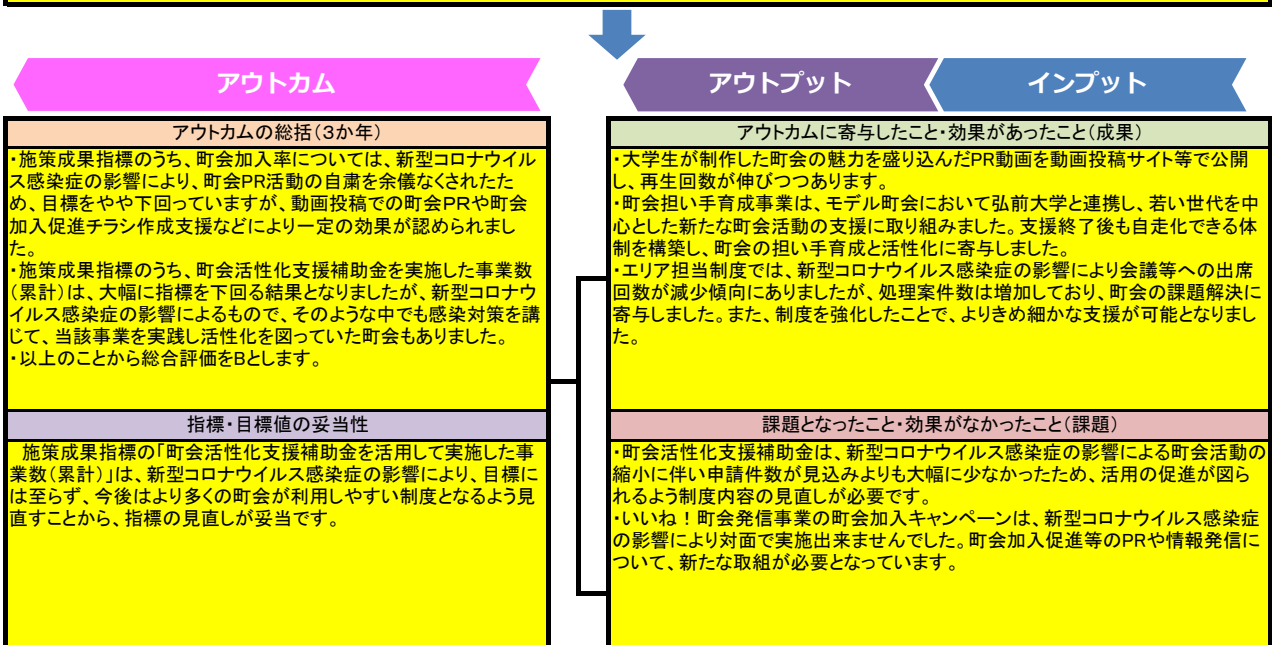 アウトカム
アウトカムの総括（3か年）
・施策成果指標のうち、町会加入率については、新型コロナウイル
ス感染症の影響により、町会PR活動の自粛を余儀なくされたた
め、目標をやや下回っていますが、動画投稿での町会PRや町会
加入促進チラシ作成支援などにより一定の効果が認められまし
た。
・施策成果指標のうち、町会活性化支援補助金を実施した事業数
（累計）は、大幅に指標を下回る結果となりましたが、新型コロナウ
イルス感染症の影響によるもので、そのような中でも感染対策を講
じて、当該事業を実践し活性化を図っていた町会もありました。
・以上のことから総合評価をBとします。
指標・目標値の妥当性
施策成果指標の「町会活性化支援補助金を活用して実施した事
業数（累計）」は、新型コロナウイルス感染症の影響により、目標に
は至らず、今後はより多くの町会が利用しやすい制度となるよう見
直すことから、指標の見直しが妥当です。
アウトプット
インプット
アウトカムに寄与したこと・効果があったこと（成果）
・大学生が制作した町会の魅力を盛り込んだPR動画を動画投稿サイト等で公開
し、再生回数が伸びつつあります。
・町会担い手育成事業は、モデル町会において弘前大学と連携し、若い世代を中
心とした新たな町会活動の支援に取り組みました。支援終了後も自走化できる体
制を構築し、町会の担い手育成と活性化に寄与しました。
・エリア担当制度では、新型コロナウイルス感染症の影響により会議等への出席
回数が減少傾向にありましたが、処理案件数は増加しており、町会の課題解決に
寄与しました。また、制度を強化したことで、よりきめ細かな支援が可能となりまし
た。
課題となったこと・効果がなかったこと（課題）
・町会活性化支援補助金は、新型コロナウイルス感染症の影響による町会活動の
縮小に伴い申請件数が見込みよりも大幅に少なかったため、活用の促進が図ら
れるよう制度内容の見直しが必要です。
・いいね！町会発信事業の町会加入キャンペーンは、新型コロナウイルス感染症
の影響により対面で実施出来ませんでした。町会加入促進等のPRや情報発信に
ついて、新たな取組が必要となっています。